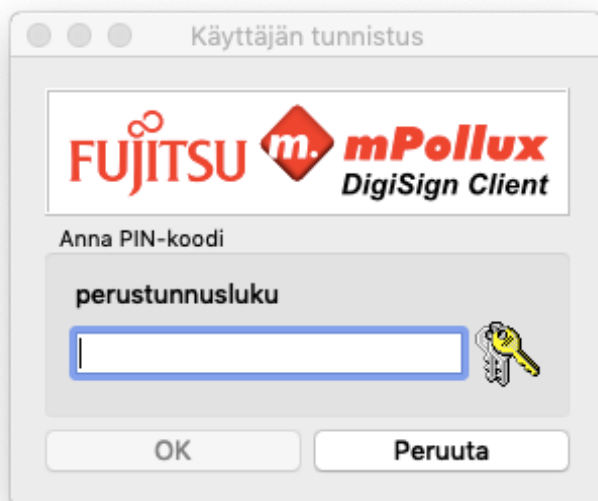 Käyttäjän tunnistus
FUJITSU m. mPollux
DigiSign Client
Anna PIN-koodi
perustunnusluku
OK Peruuta